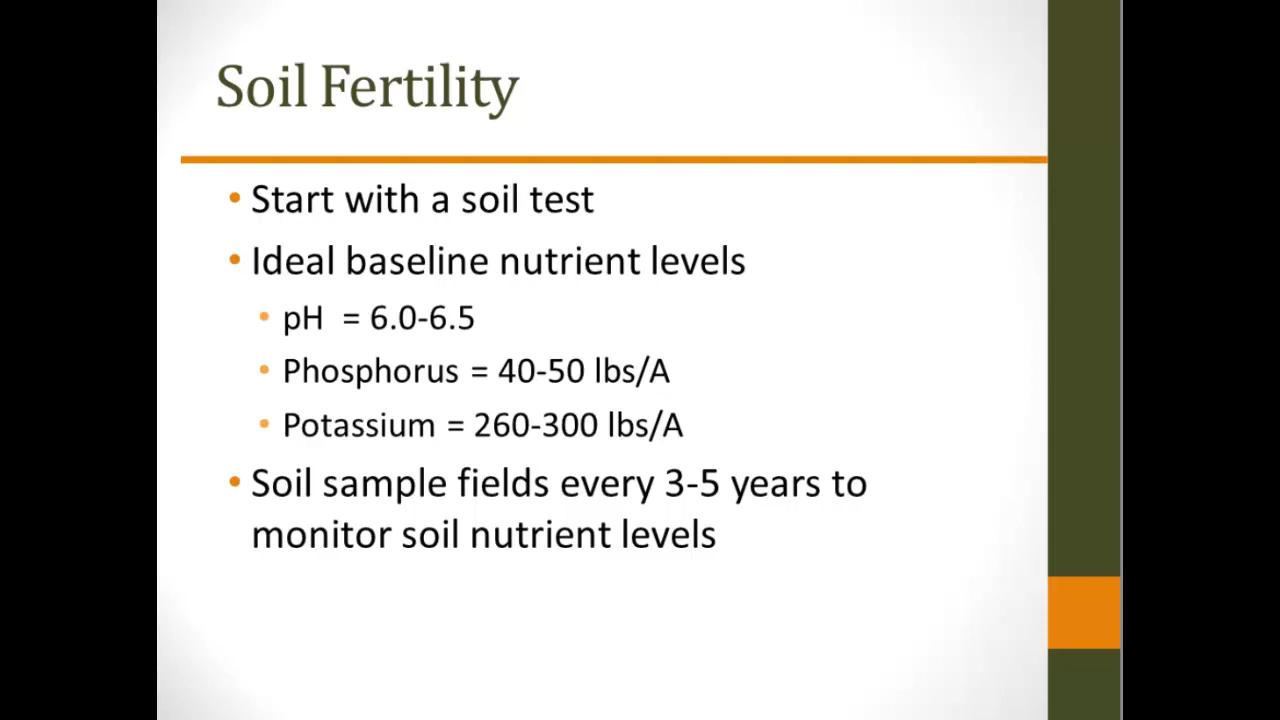 Soil Fertility
• Start with a soil test
• Ideal baseline nutrient levels
• pH  = 6.0-6.5
• Phosphorus = 40-50 lbs/A
• Potassium = 260-300 lbs/A
• Soil sample fields every 3-5 years to
monitor soil nutrient levels